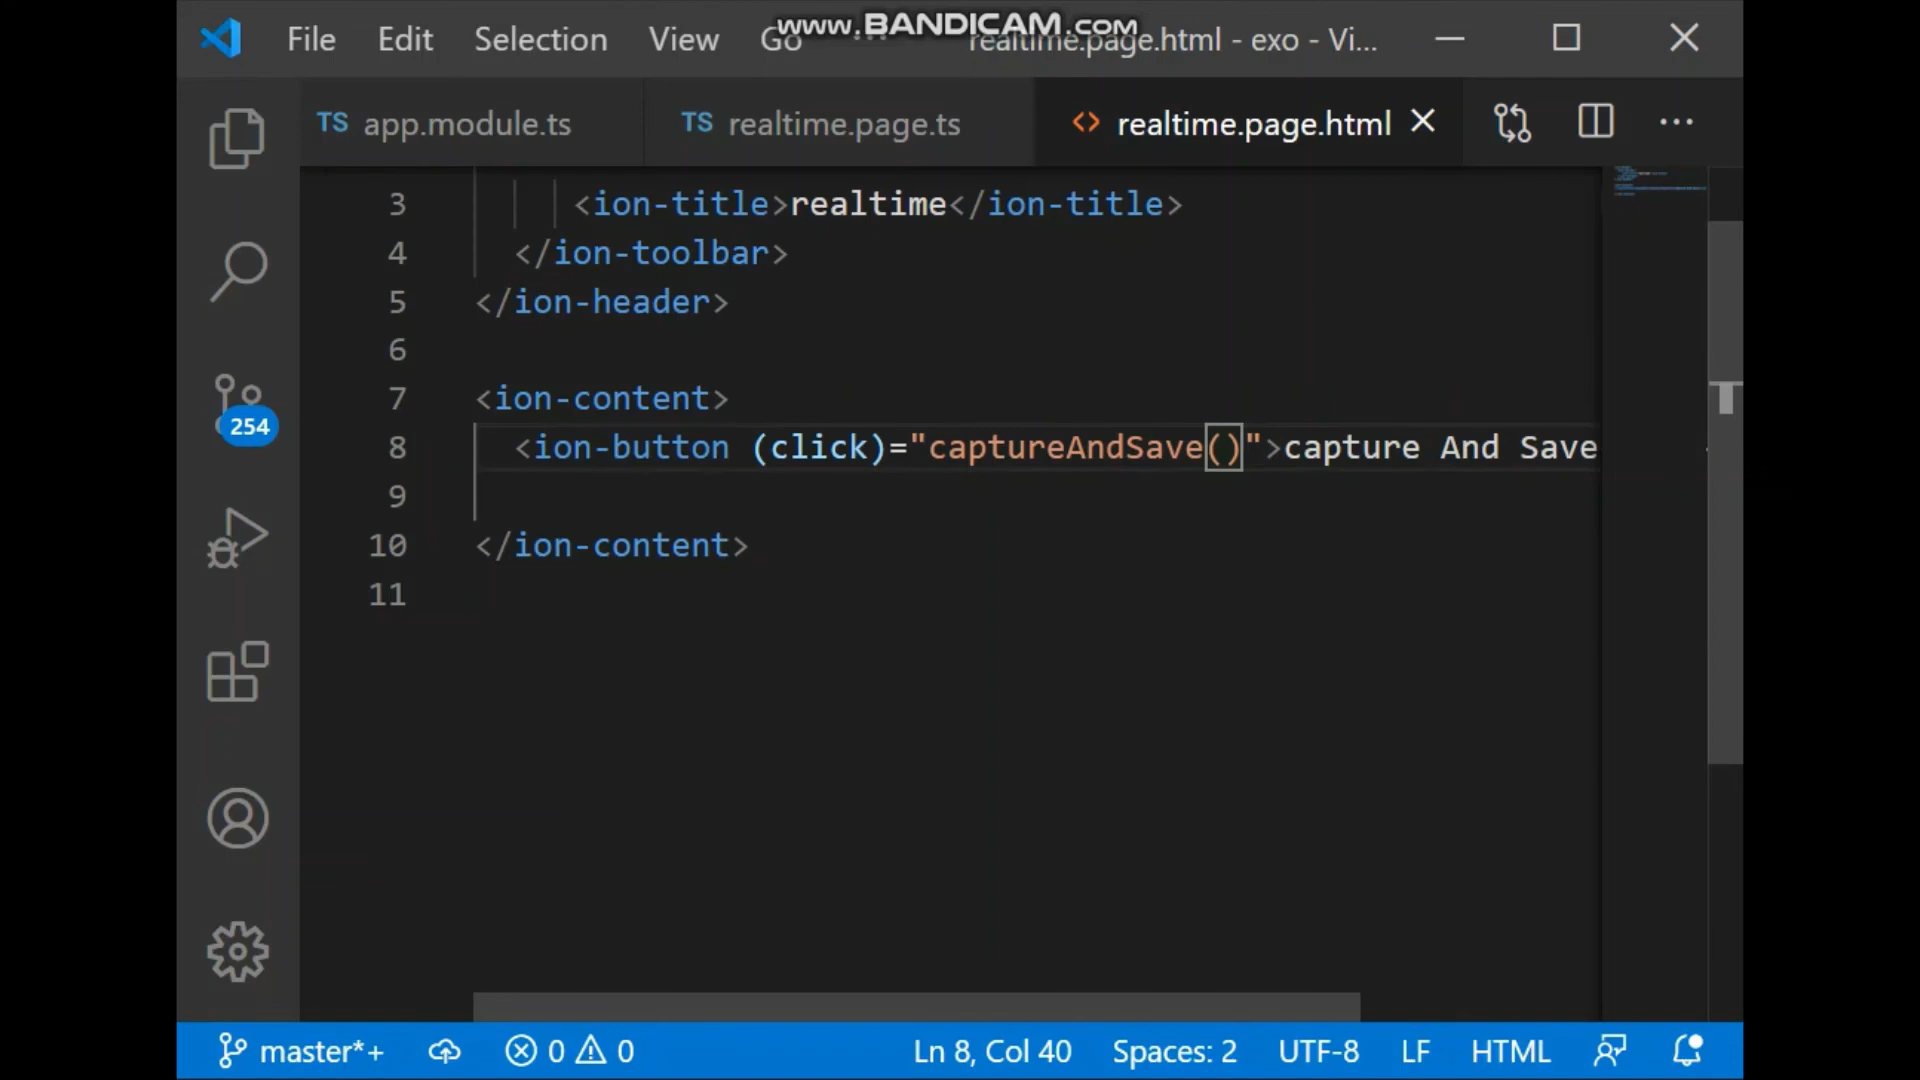 File Edit Selection View Go ... realtime.page.html - exo - Vi...
www.BANDICAM.com
TS app.module.ts TS realtime.page.ts <> realtime.page.html
3 <ion-title>realtime</ion-title>
4 </ion-toolbar>
5 </ion-header>
6
7 <ion-content>
8 <ion-button (click)="captureAndSave()">capture And Save
9
10 </ion-content>
11
254
master*+ 0 0 Ln 8, Col 40 Spaces: 2 UTF-8 LF HTML